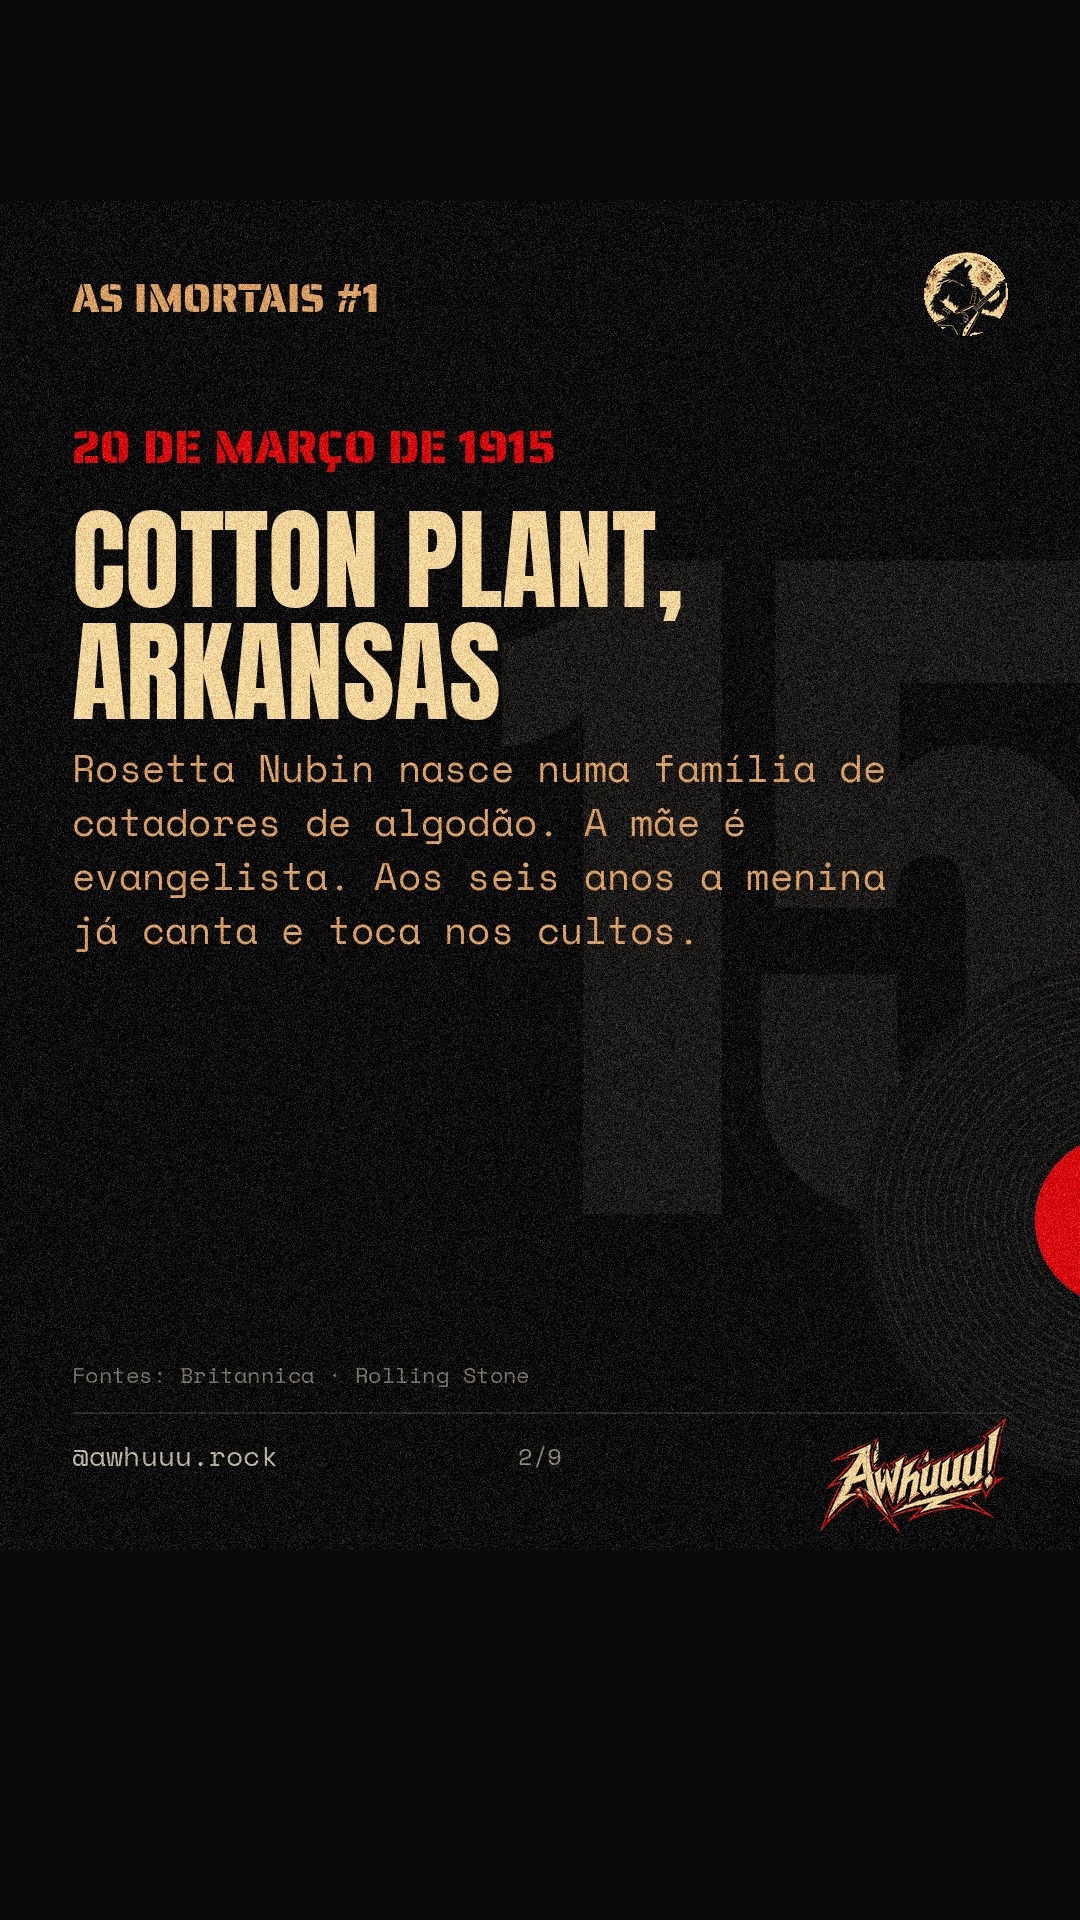 AS IMORTAIS #1
20 DE MARÇO DE 1915
COTTON PLANT,
ARKANSAS
Rosetta Nubin nasce numa família de
catadores de algodão. A mãe é
evangelista. Aos seis anos a menina
já canta e toca nos cultos.
15
Fontes: Britannica · Rolling Stone
@awhuuu.rock
2/9
Awhuuu!